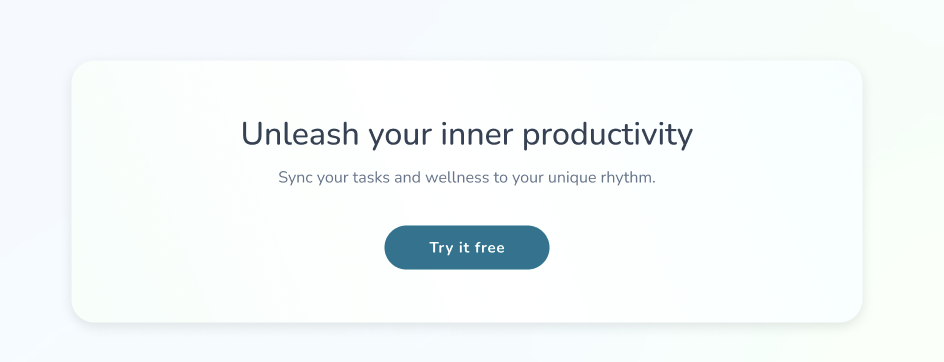 Unleash your inner productivity
Sync your tasks and wellness to your unique rhythm.
Try it free